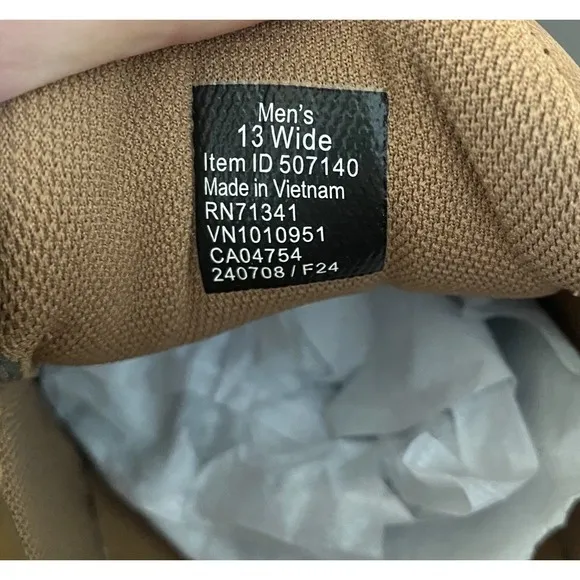 Men's
13 Wide
Item ID 507140
Made in Vietnam
RN71341
VN1010951
CA04754
240708 / F24